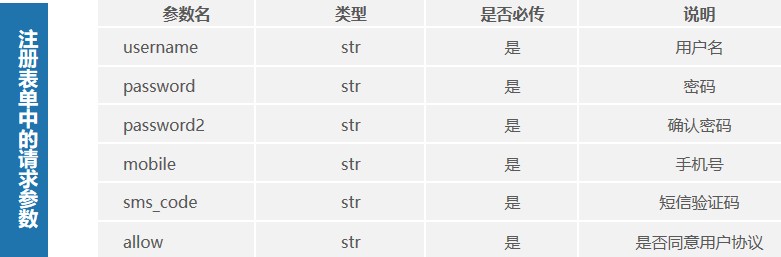 注册表单中的请求参数
参数名 类型 是否必传 说明
username str 是 用户名
password str 是 密码
password2 str 是 确认密码
mobile str 是 手机号
sms_code str 是 短信验证码
allow str 是 是否同意用户协议